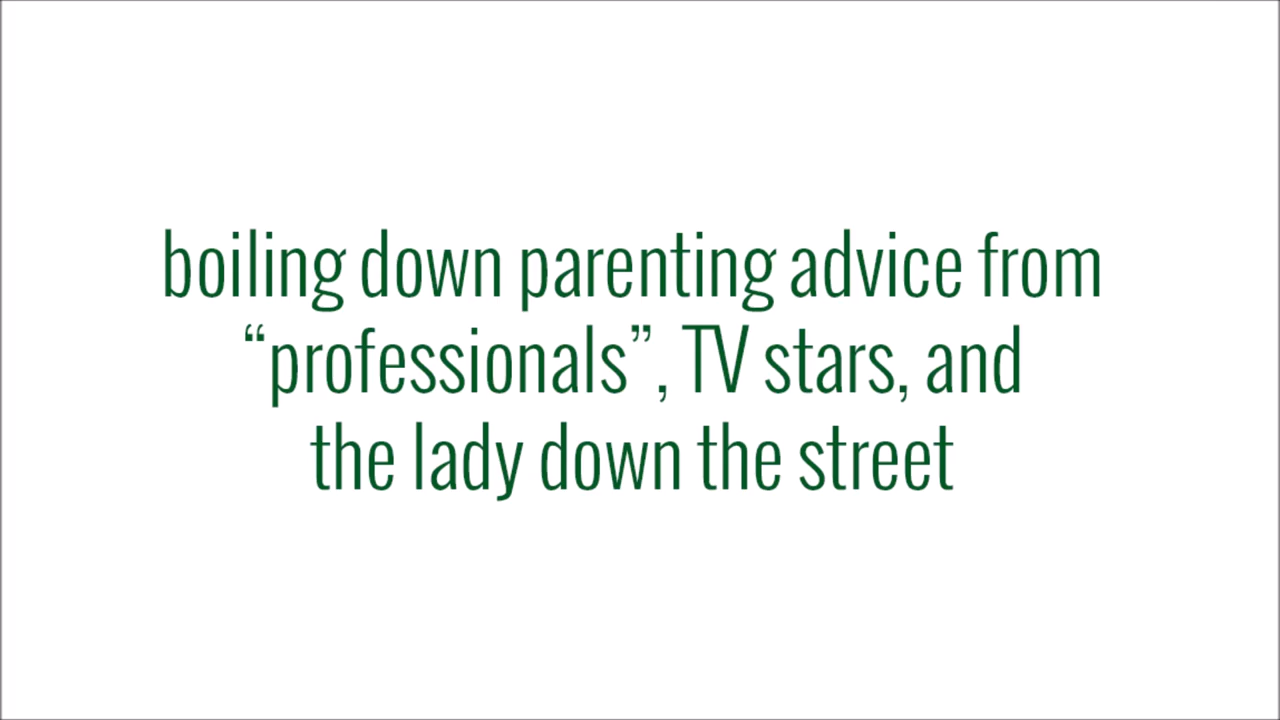 boiling down parenting advice from
“professionals”, TV stars, and
the lady down the street